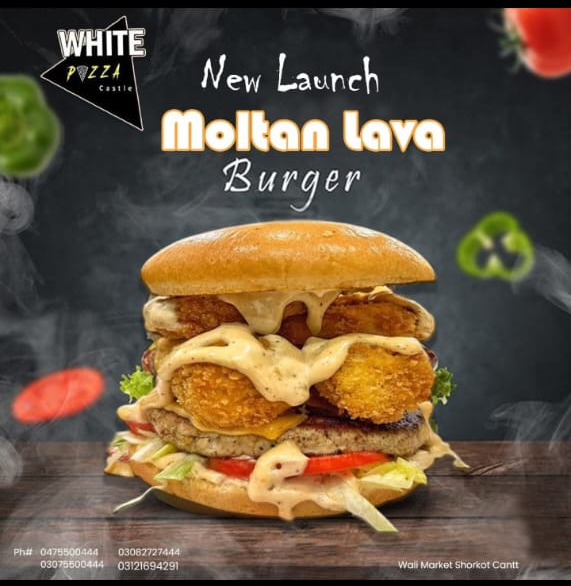 WHITE
PIZZA
Castle
New Launch
Moltan Lava
Burger
Ph# 0475500444 03082727444
03075500444 03121694291
Wali Market Shorkot Cantt